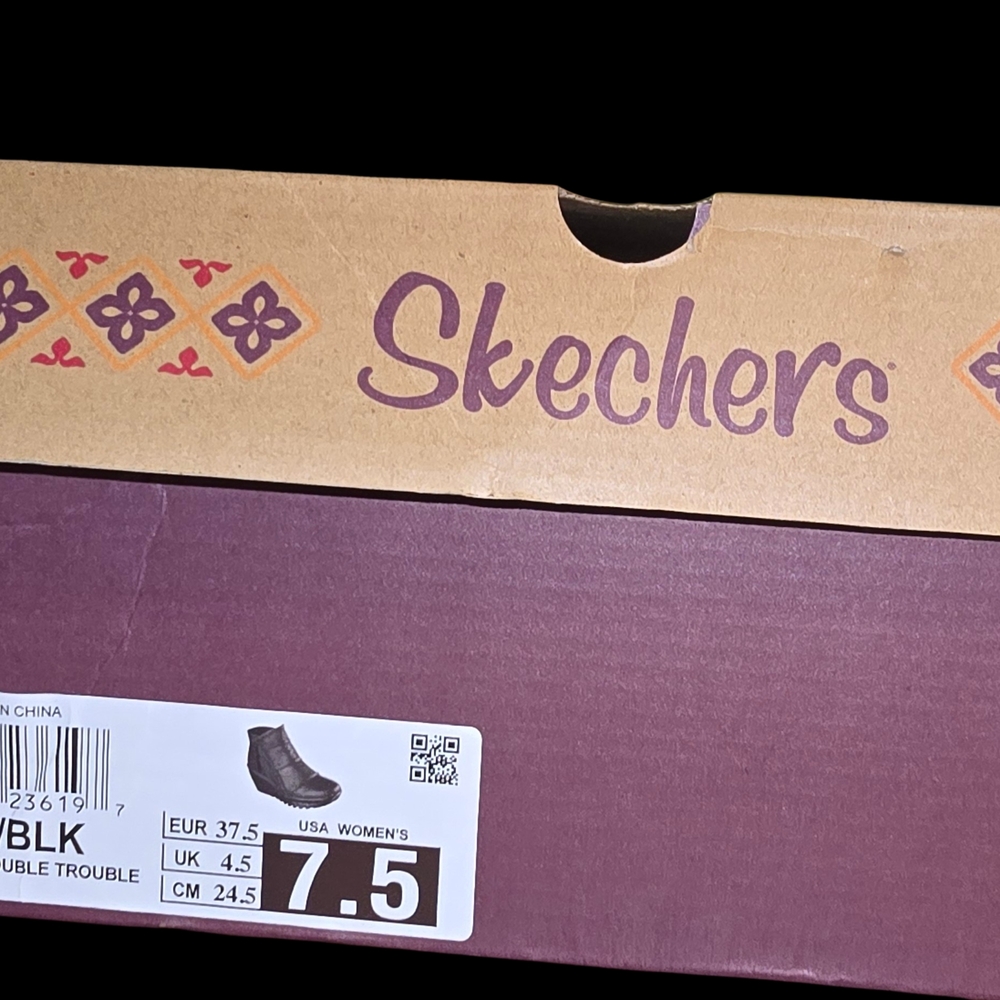 Skechers
N CHINA
23619 7
/BLK
OUBLE TROUBLE
EUR 37.5
UK 4.5
CM 24.5
USA WOMEN'S
7.5